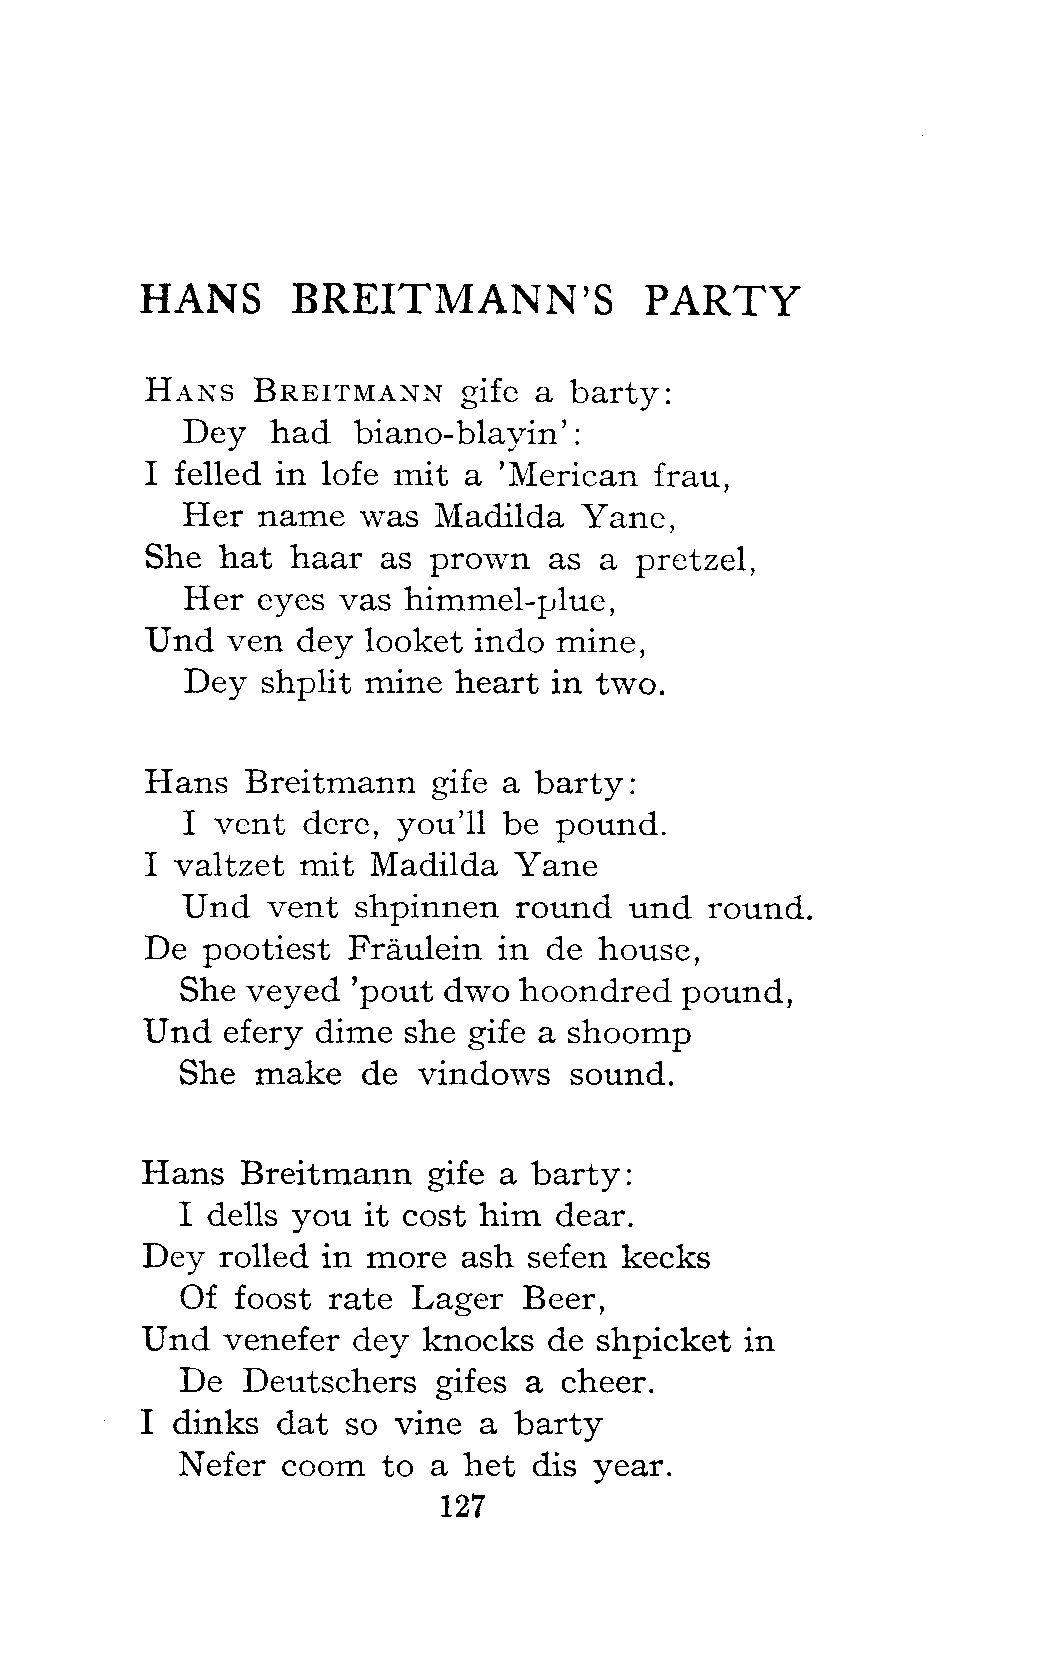 HANS BREITMANN'S PARTY
HANS BREITMANN gife a barty:
Dey had biano-blayin':
I felled in lofe mit a 'Merican frau,
Her name was Madilda Yane,
She hat haar as prown as a pretzel,
Her eyes vas himmel-plue,
Und ven dey looket indo mine,
Dey shplit mine heart in two.
Hans Breitmann gife a barty:
I vent dere, you'll be pound.
I valtzet mit Madilda Yane
Und vent shpinnen round und round.
De pootiest Fräulein in de house,
She veyed 'pout dwo hoondred pound,
Und efery dime she gife a shoomp
She make de vindows sound.
Hans Breitmann gife a barty:
I dells you it cost him dear.
Dey rolled in more ash sefen kecks
Of foost rate Lager Beer,
Und venefer dey knocks de shpicket in
De Deutschers gifes a cheer.
I dinks dat so vine a barty
Nefer coom to a het dis year.
127